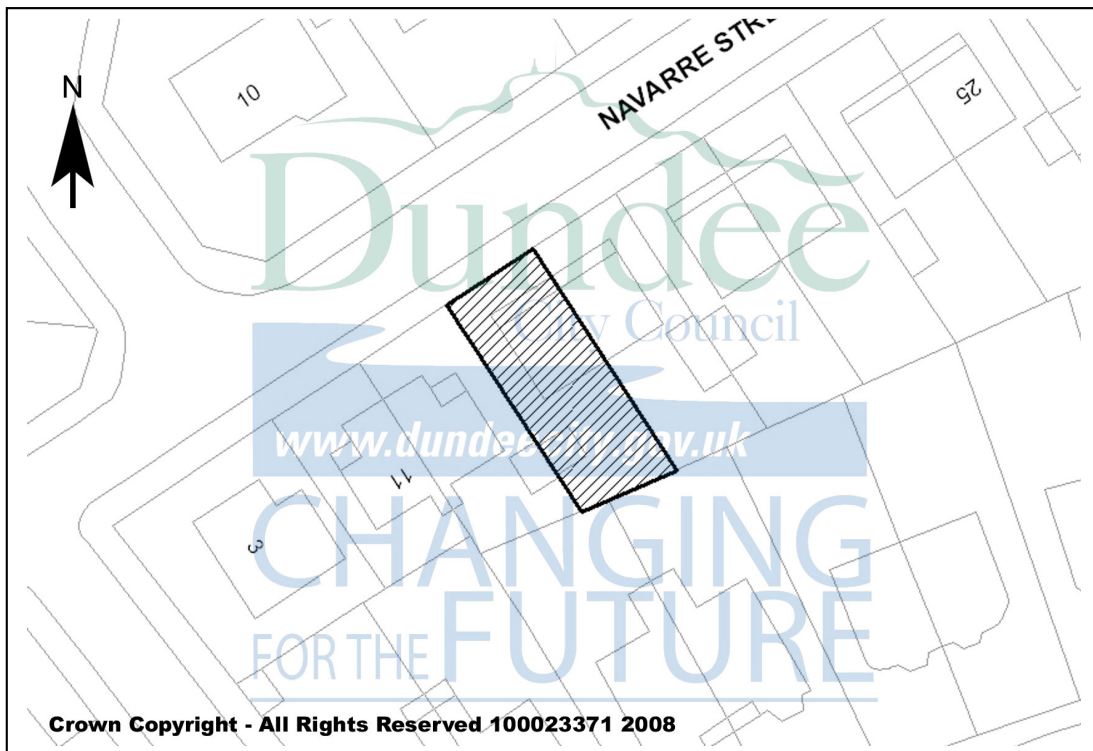 N
10
NAVARRE STRE
25
Dundee
City Council
www.dundeecity.gov.uk
11
3
CHANGING
FOR THE FUTURE
Crown Copyright - All Rights Reserved 100023371 2008